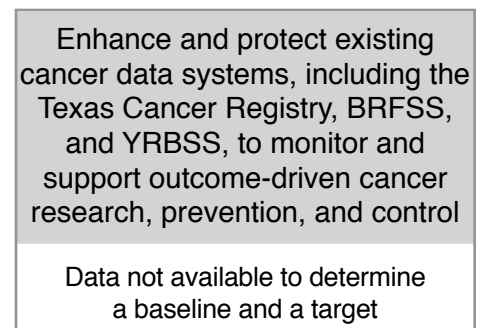 Enhance and protect existing
cancer data systems, including the
Texas Cancer Registry, BRFSS,
and YRBSS, to monitor and
support outcome-driven cancer
research, prevention, and control
Data not available to determine
a baseline and a target